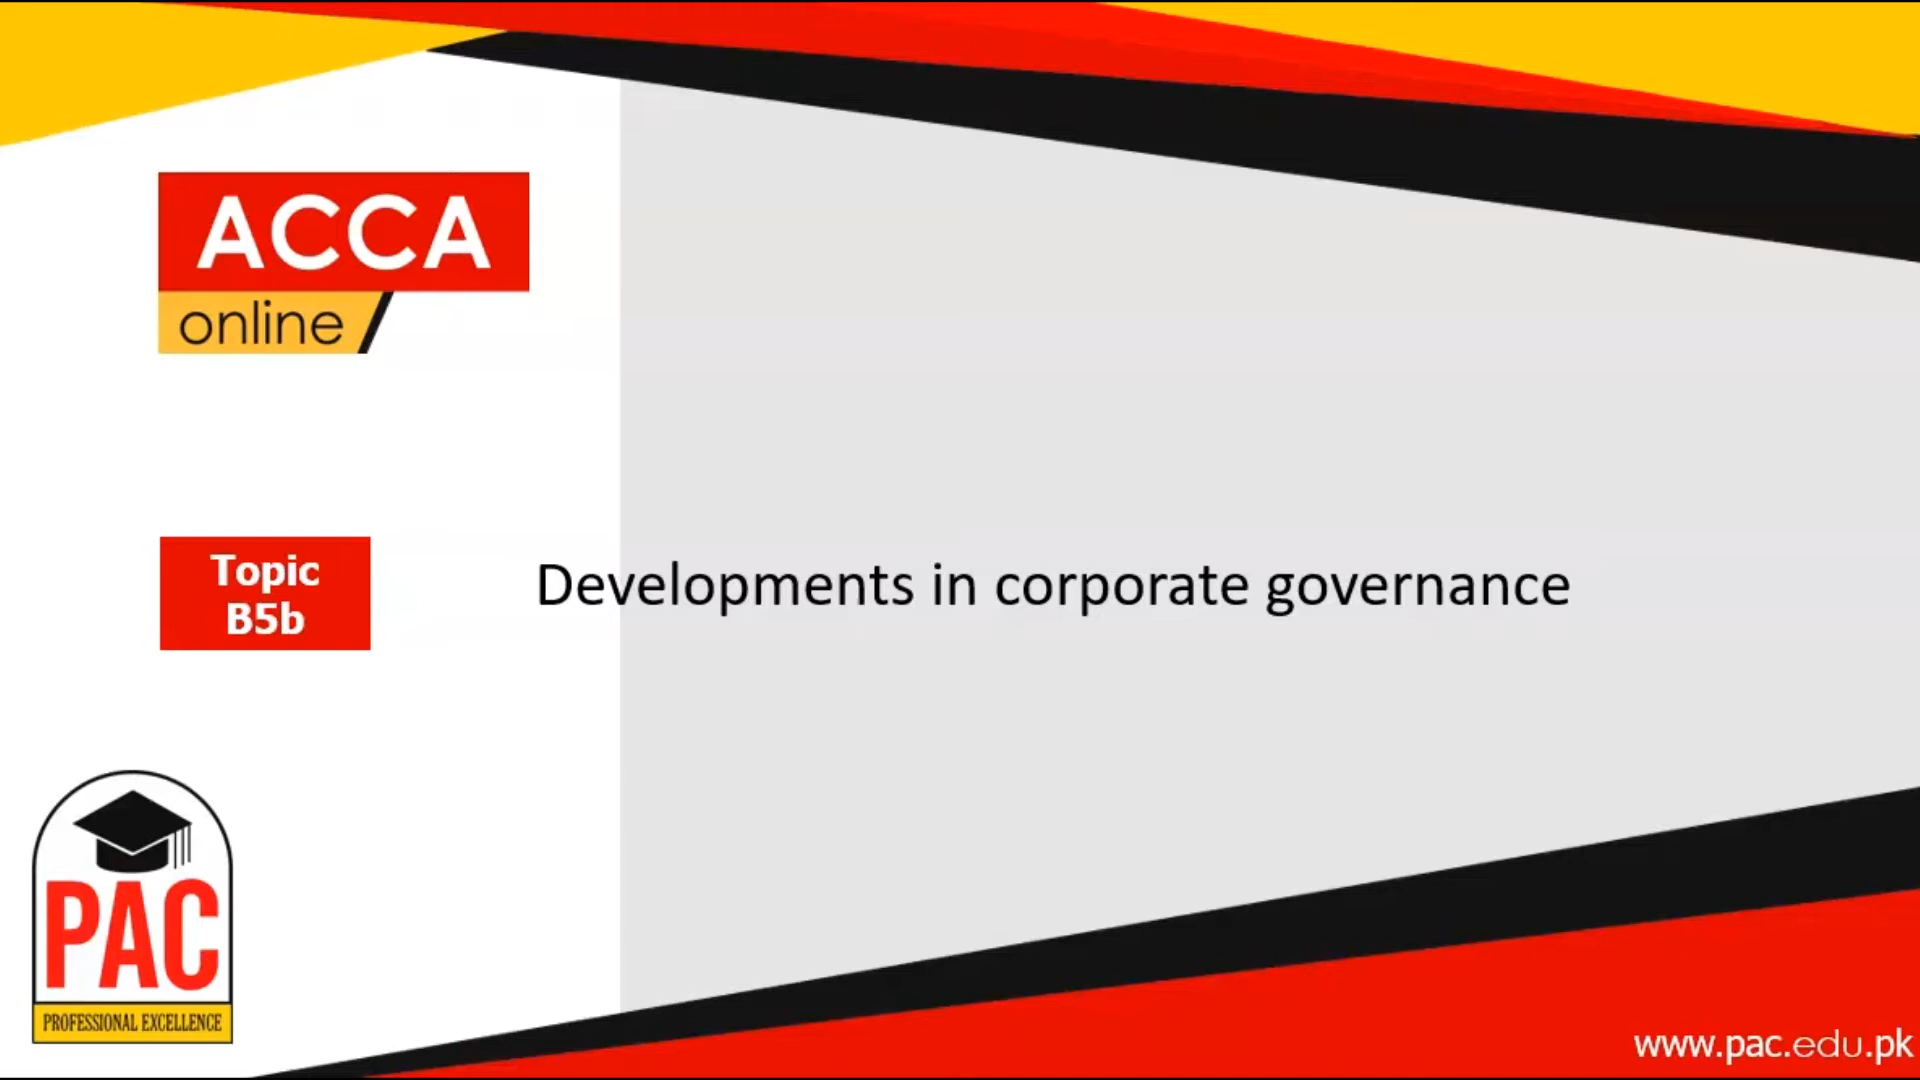 ACCA
online
Topic
B5b
Developments in corporate governance
PAC
PROFESSIONAL EXCELLENCE
www.pac.edu.pk